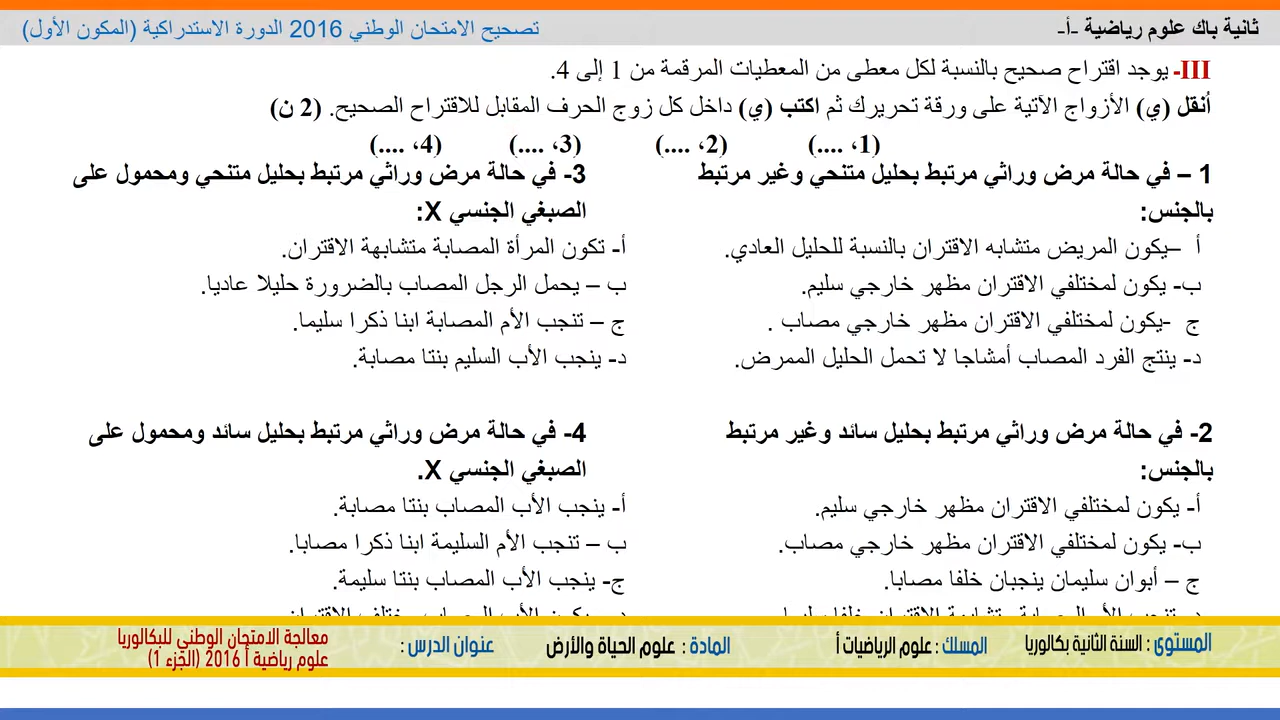 ثانية باك علوم رياضية -أ-
تصحيح الامتحان الوطني 2016 الدورة الاستدراكية (المكون الأول)
III- يوجد اقتراح صحيح بالنسبة لكل معطى من المعطيات المرقمة من 1 إلى 4.
أنقل (ي) الأزواج الآتية على ورقة تحريرك ثم اكتب (ي) داخل كل زوج الحرف المقابل للاقتراح الصحيح. (2 ن)
(1، ....) (2، ....) (3، ....) (4، ....)
1 – في حالة مرض وراثي مرتبط بحليل متنحي وغير مرتبط
بالجنس:
أ –يكون المريض متشابه الاقتران بالنسبة للحليل العادي.
ب- يكون لمختلفي الاقتران مظهر خارجي سليم.
ج -يكون لمختلفي الاقتران مظهر خارجي مصاب .
د- ينتج الفرد المصاب أمشاجا لا تحمل الحليل الممرض.
2- في حالة مرض وراثي مرتبط بحليل سائد وغير مرتبط
بالجنس:
أ- يكون لمختلفي الاقتران مظهر خارجي سليم.
ب- يكون لمختلفي الاقتران مظهر خارجي مصاب.
ج – أبوان سليمان ينجبان خلفا مصابا.
3- في حالة مرض وراثي مرتبط بحليل متنحي ومحمول على
الصبغي الجنسي X:
أ- تكون المرأة المصابة متشابهة الاقتران.
ب – يحمل الرجل المصاب بالضرورة حليلا عاديا.
ج – تنجب الأم المصابة ابنا ذكرا سليما.
د- ينجب الأب السليم بنتا مصابة.
4- في حالة مرض وراثي مرتبط بحليل سائد ومحمول على
الصبغي الجنسي X.
أ- ينجب الأب المصاب بنتا مصابة.
ب – تنجب الأم السليمة ابنا ذكرا مصابا.
ج- ينجب الأب المصاب بنتا سليمة.
المستوى : السنة الثانية بكالوريا
المسلك : علوم الرياضيات أ
المادة : علوم الحياة والأرض
عنوان الدرس :
معالجة الامتحان الوطني للبكالوريا
علوم رياضية أ 2016 (الجزء 1)